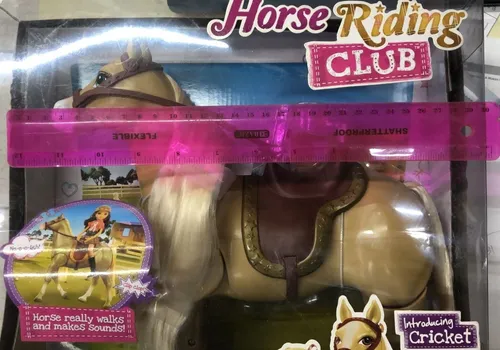 Horse Riding
CLUB
FLEXIBLE
SHATTERPROOF
Horse really walks
and makes sounds!
Introducing
Cricket